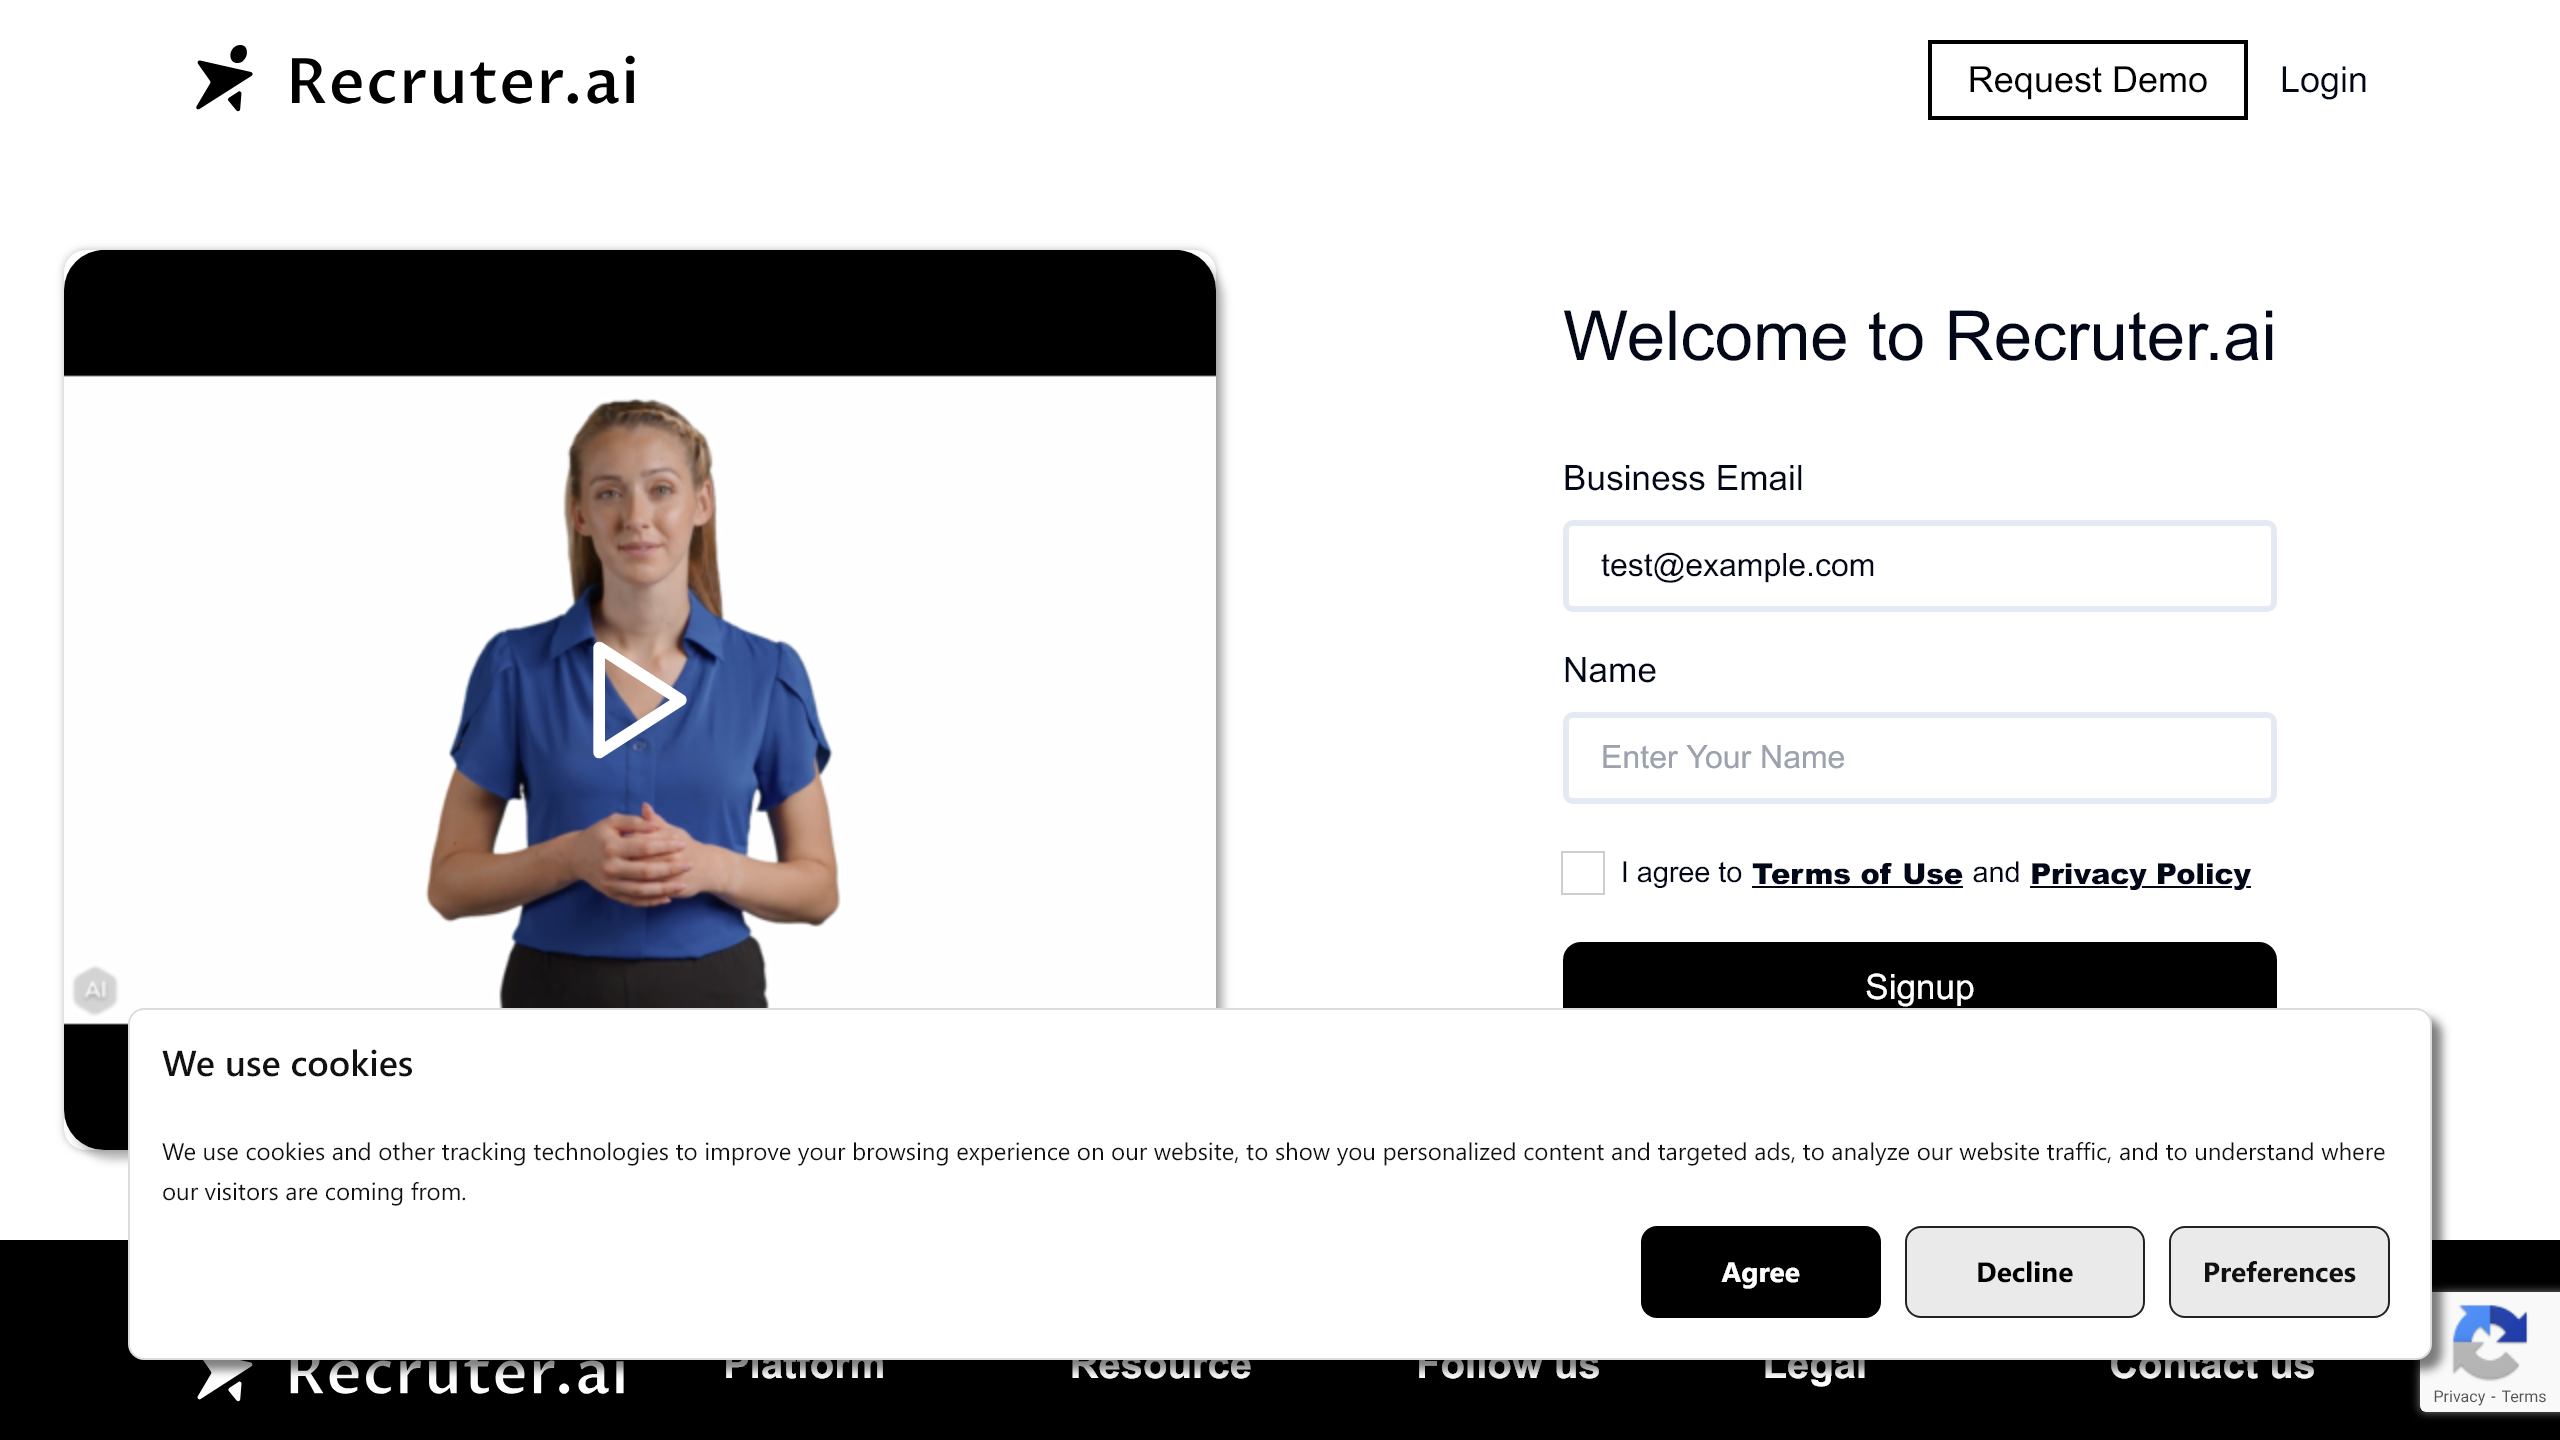 Recruter.ai
Request Demo
Login
Welcome to Recruter.ai
Business Email
test@example.com
Name
Enter Your Name
I agree to Terms of Use and Privacy Policy
Signup
AI
We use cookies
We use cookies and other tracking technologies to improve your browsing experience on our website, to show you personalized content and targeted ads, to analyze our website traffic, and to understand where
our visitors are coming from.
Agree
Decline
Preferences
Recruter.ai
Platform
Resource
Follow us
Legal
Contact us
Privacy - Terms